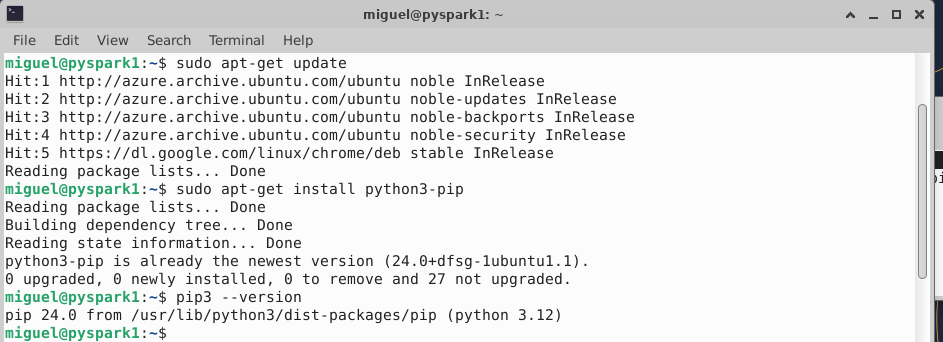 miguel@pyspark1: ~
File Edit View Search Terminal Help
miguel@pyspark1:~$ sudo apt-get update
Hit:1 http://azure.archive.ubuntu.com/ubuntu noble InRelease
Hit:2 http://azure.archive.ubuntu.com/ubuntu noble-updates InRelease
Hit:3 http://azure.archive.ubuntu.com/ubuntu noble-backports InRelease
Hit:4 http://azure.archive.ubuntu.com/ubuntu noble-security InRelease
Hit:5 https://dl.google.com/linux/chrome/deb stable InRelease
Reading package lists... Done
miguel@pyspark1:~$ sudo apt-get install python3-pip
Reading package lists... Done
Building dependency tree... Done
Reading state information... Done
python3-pip is already the newest version (24.0+dfsg-1ubuntu1.1).
0 upgraded, 0 newly installed, 0 to remove and 27 not upgraded.
miguel@pyspark1:~$ pip3 --version
pip 24.0 from /usr/lib/python3/dist-packages/pip (python 3.12)
miguel@pyspark1:~$